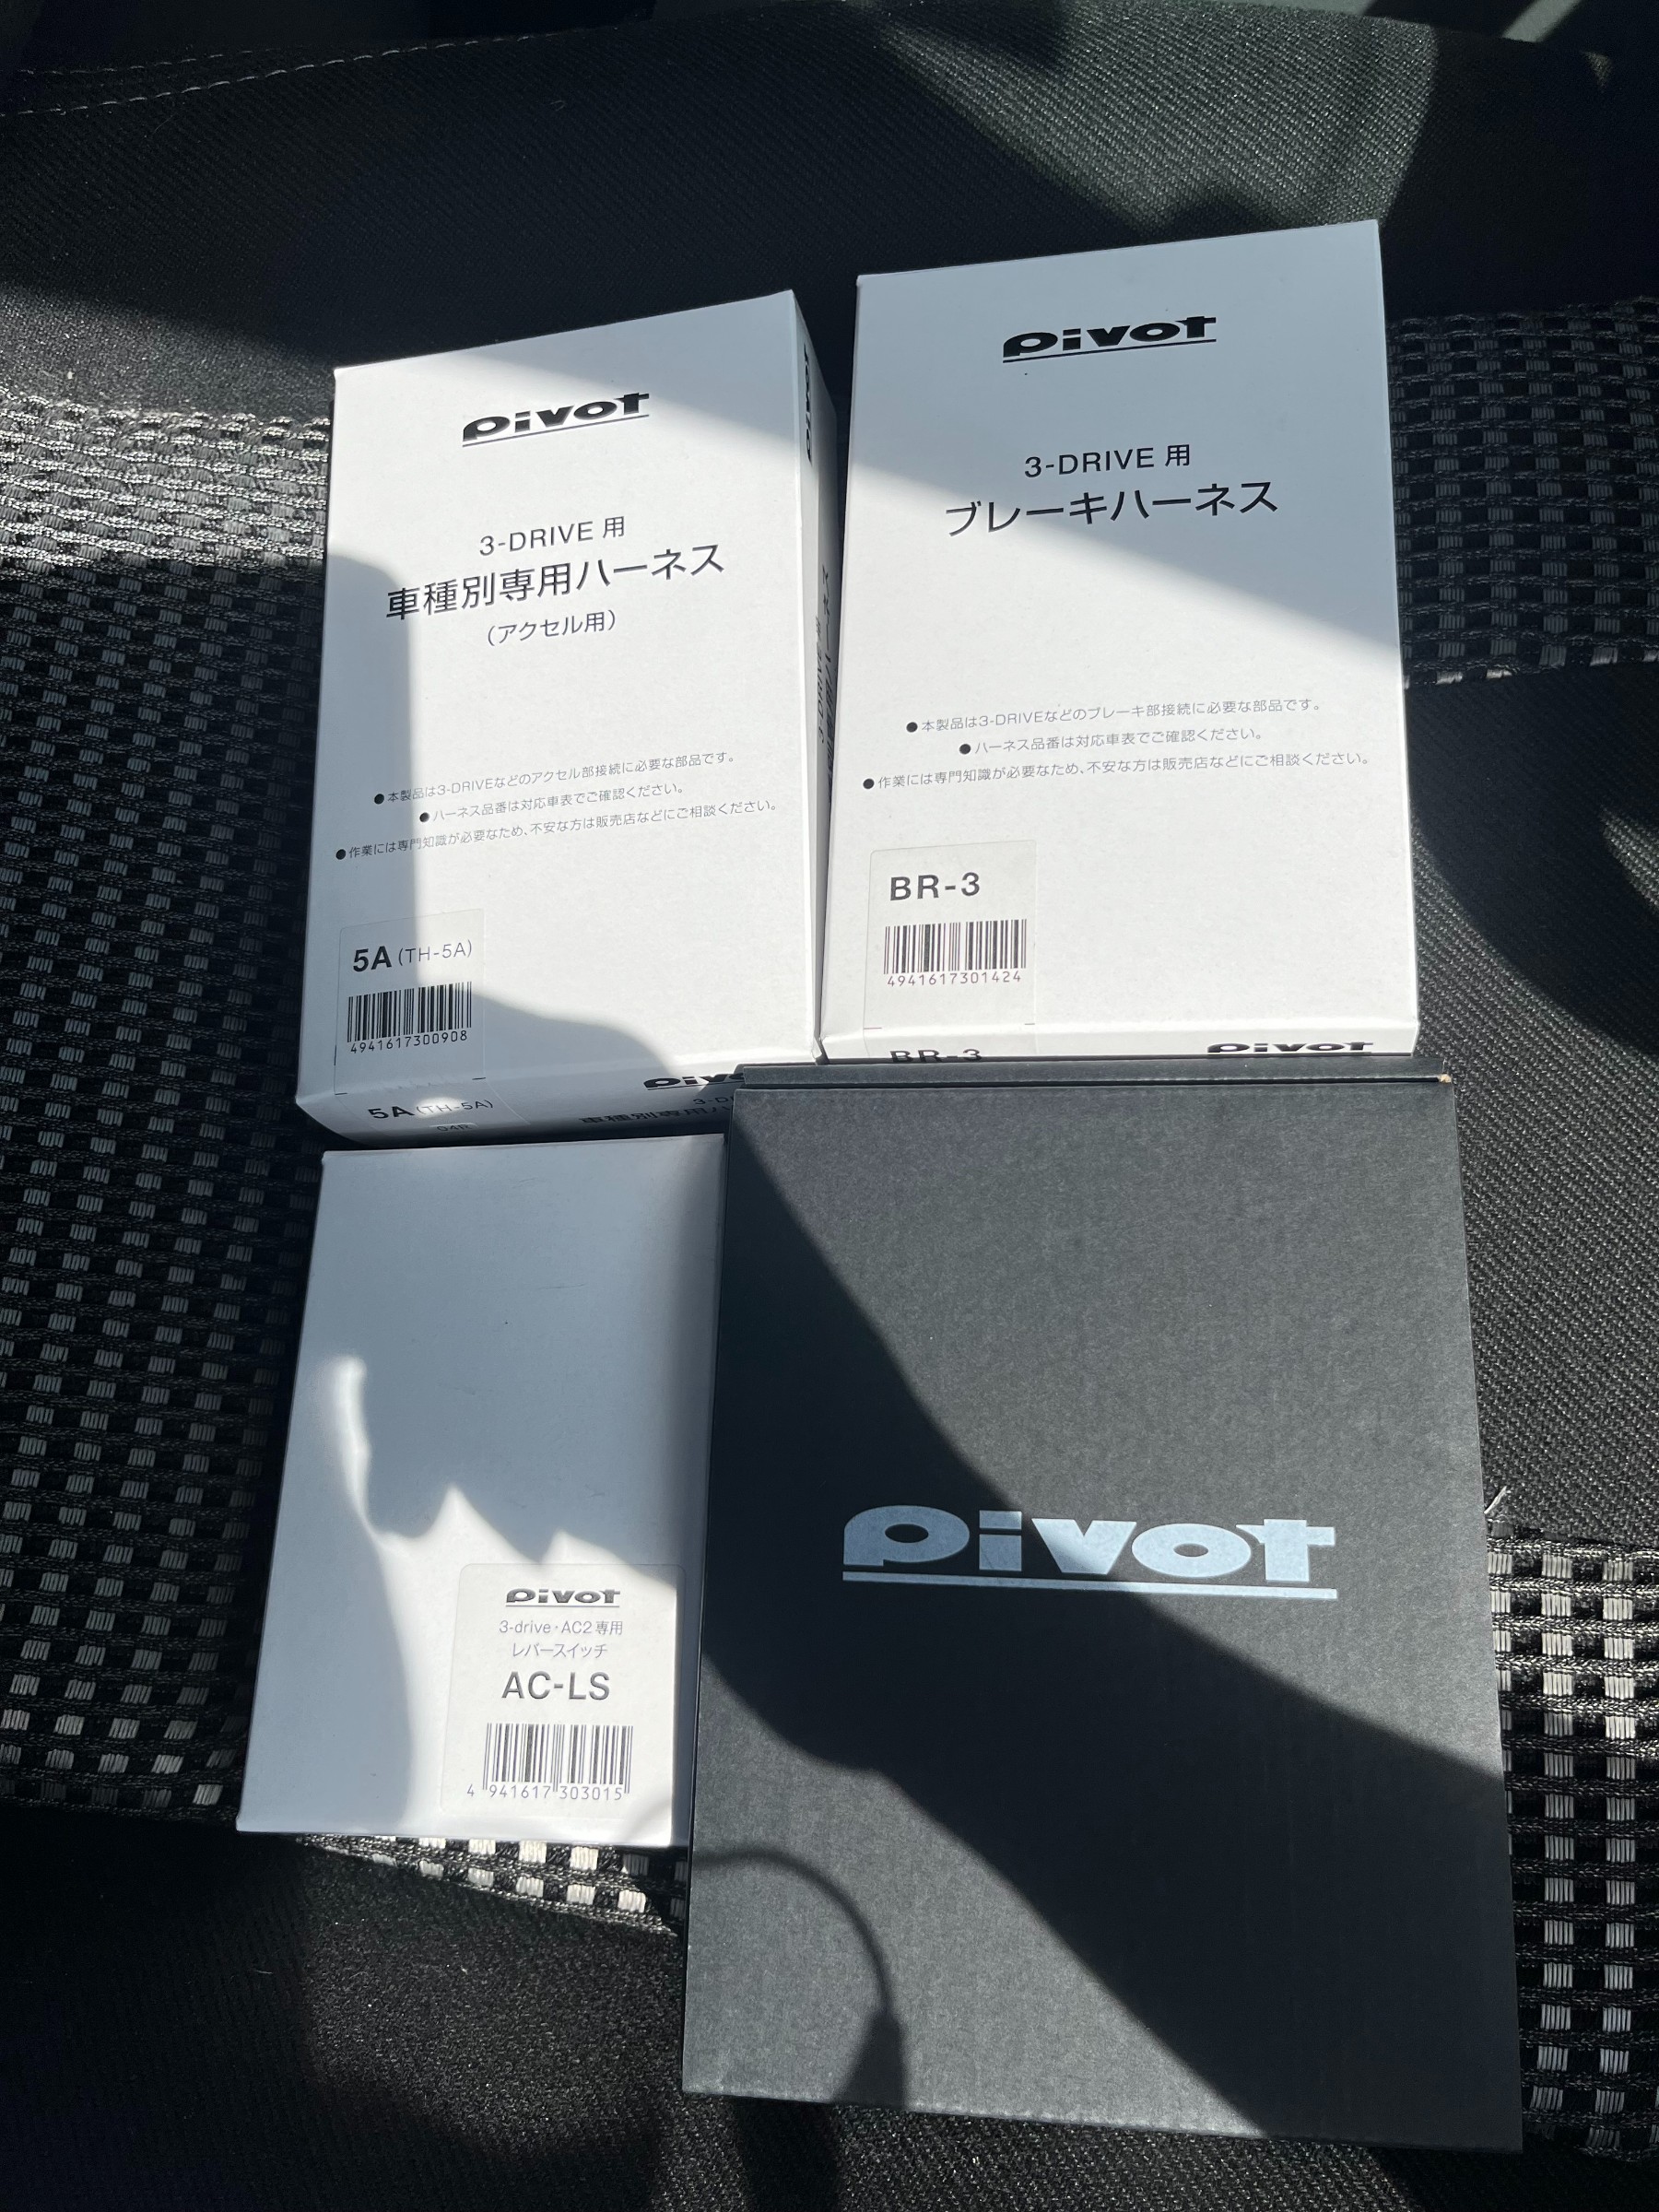 pivot
3-DRIVE 用
車種別専用ハーネス
(アクセル用)
●本製品は3-DRIVEなどのアクセル部接続に必要な部品です。
●ハーネス品番は対応車表でご確認ください。
●作業には専門知識が必要なため、不安な方は販売店などにご相談ください。
5A (TH-5A)
4941617300908
5A (TH-5A)
pivot
3-DRIVE 用
ブレーキハーネス
●本製品は3-DRIVEなどのブレーキ部接続に必要な部品です。
●ハーネス品番は対応車表でご確認ください。
●作業には専門知識が必要なため、不安な方は販売店などにご相談ください。
BR-3
4941617301424
BR-3
pivot
pivot
3-drive・AC2専用
レバースイッチ
AC-LS
4 941617 303015
pivot